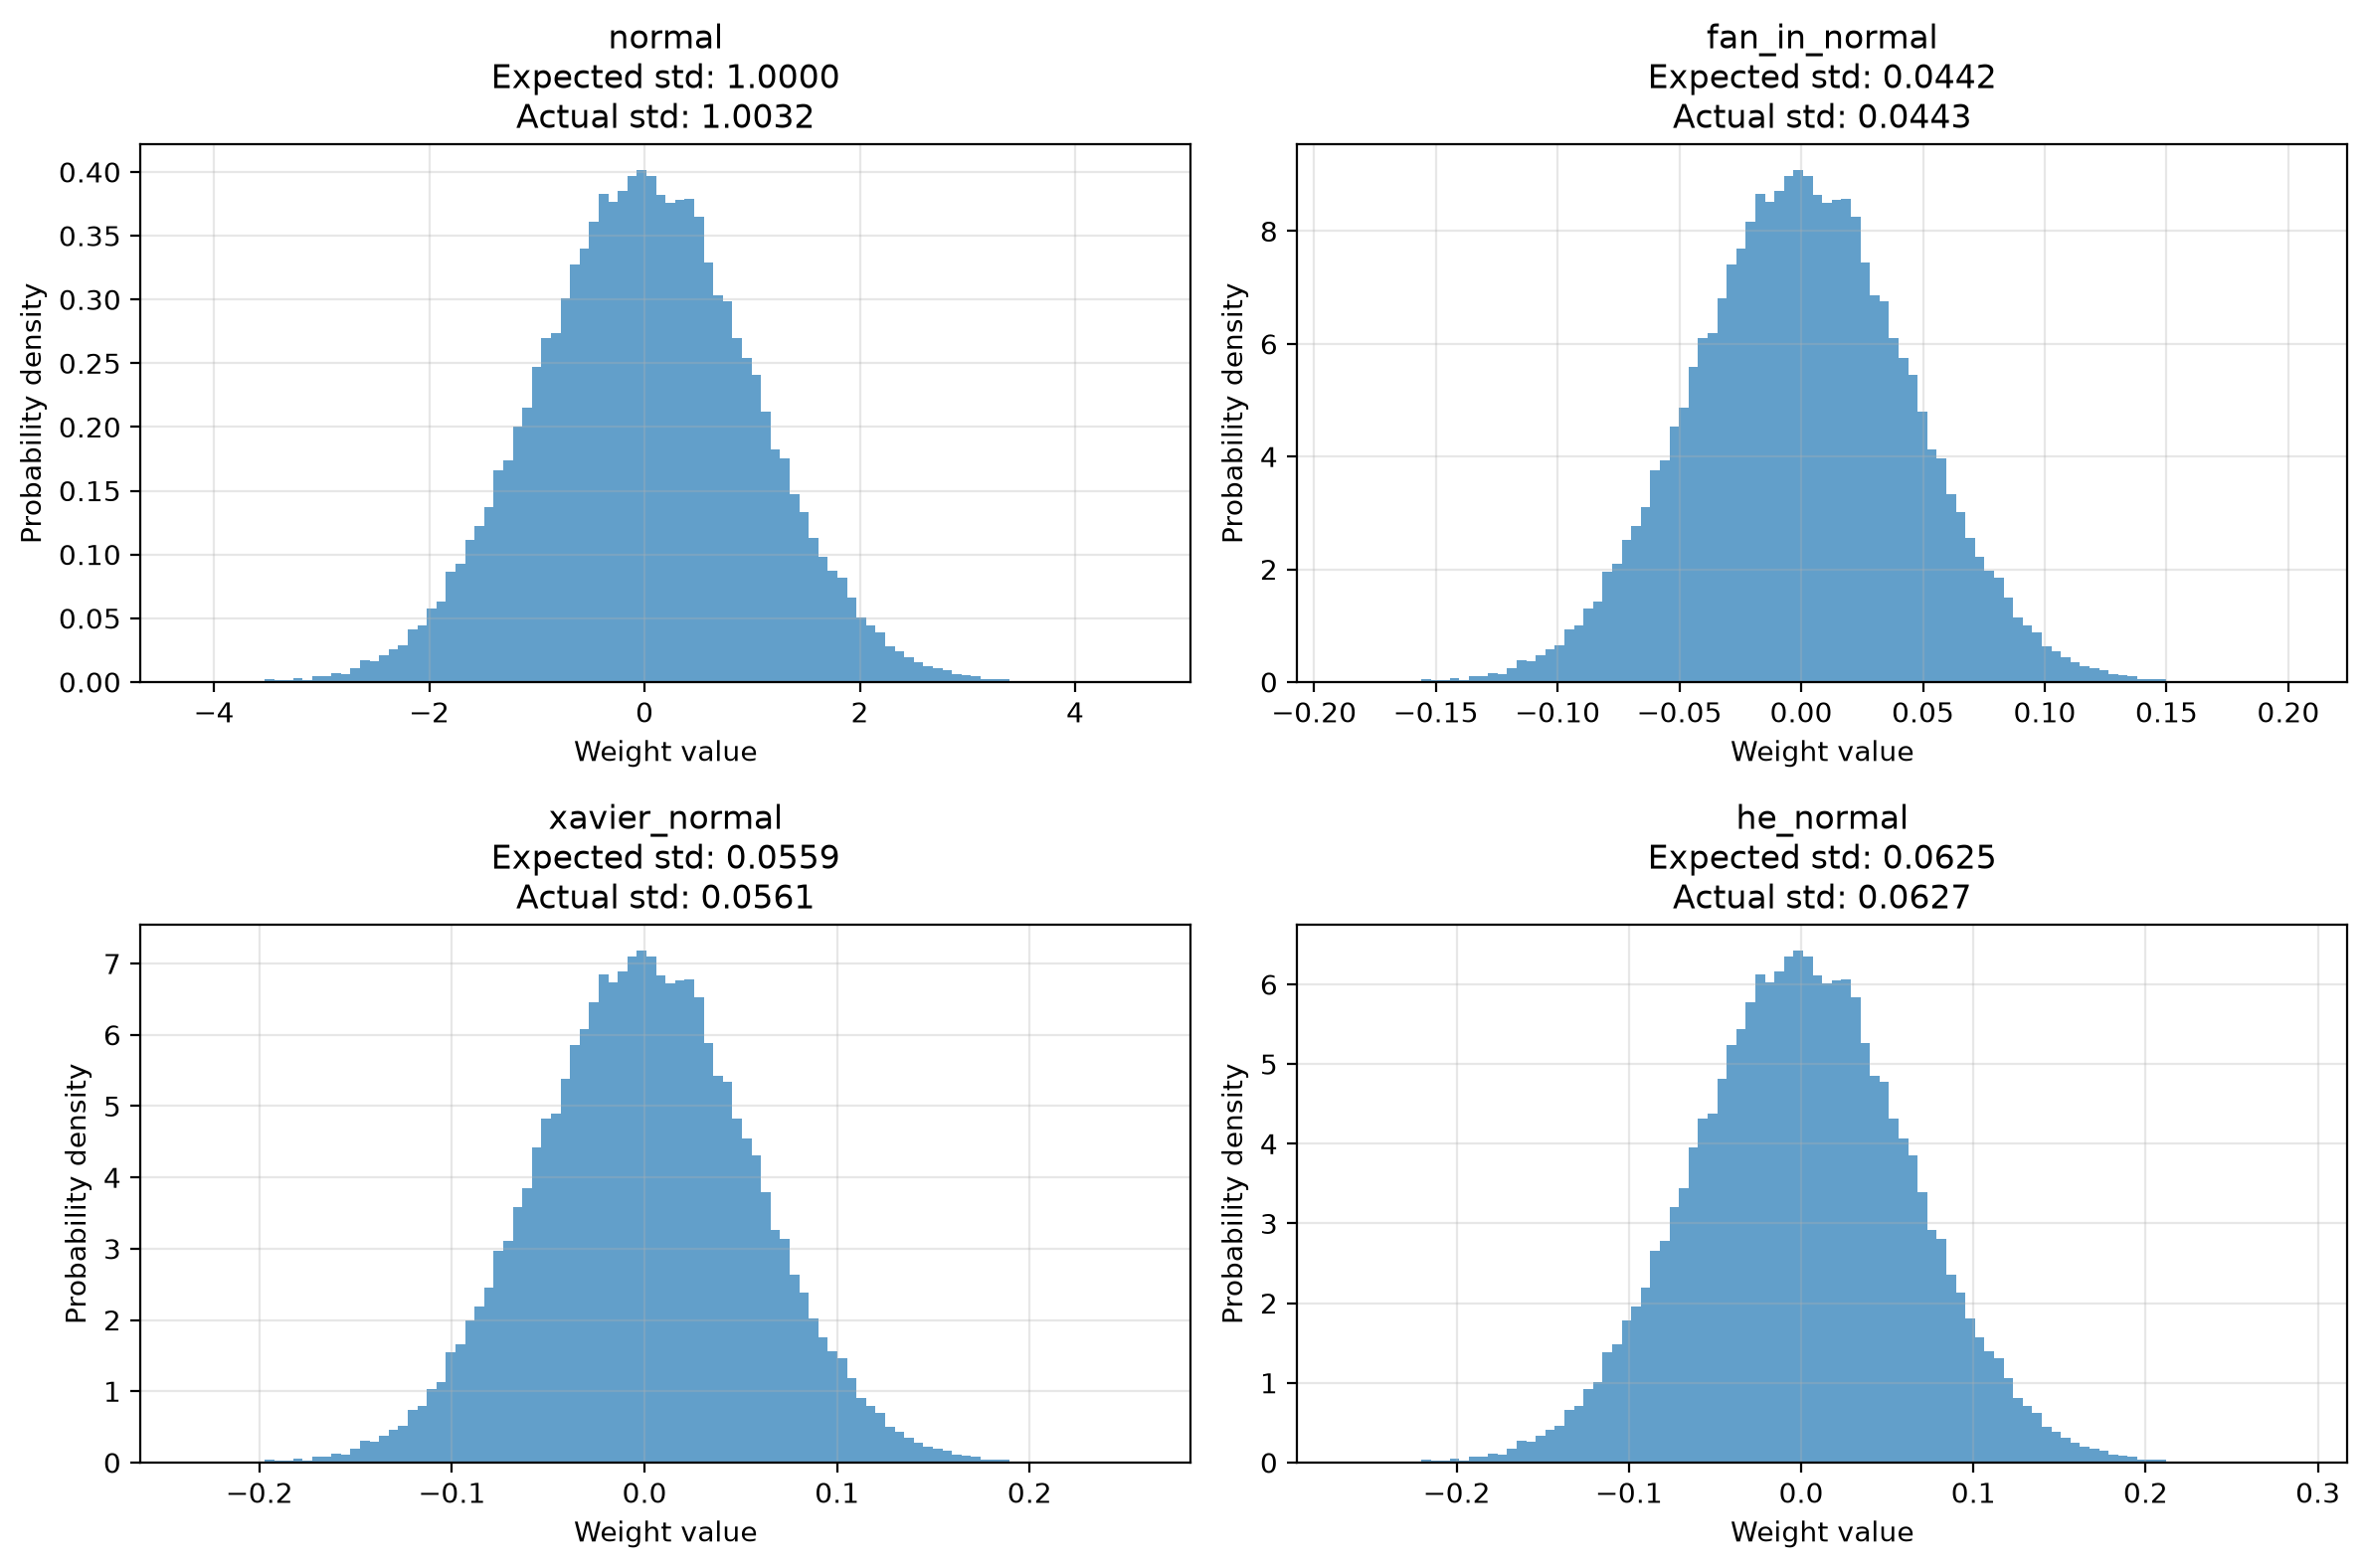 normal
Expected std: 1.0000
Actual std: 1.0032
0.40
0.35
0.30
0.25
0.20
0.15
0.10
0.05
0.00
Probability density
−4 −2 0 2 4
Weight value
fan_in_normal
Expected std: 0.0442
Actual std: 0.0443
8
6
4
2
0
Probability density
−0.20 −0.15 −0.10 −0.05 0.00 0.05 0.10 0.15 0.20
Weight value
xavier_normal
Expected std: 0.0559
Actual std: 0.0561
7
6
5
4
3
2
1
0
Probability density
−0.2 −0.1 0.0 0.1 0.2
Weight value
he_normal
Expected std: 0.0625
Actual std: 0.0627
6
5
4
3
2
1
0
Probability density
−0.2 −0.1 0.0 0.1 0.2 0.3
Weight value